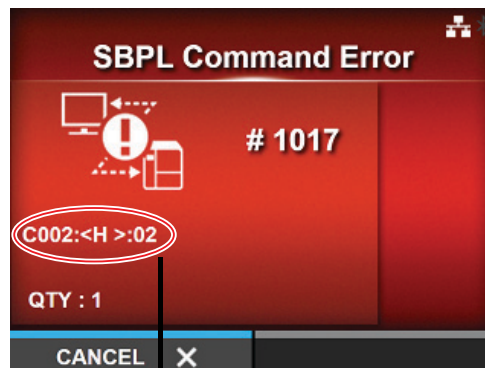 SBPL Command Error
# 1017
C002:<H >:02
QTY : 1
CANCEL